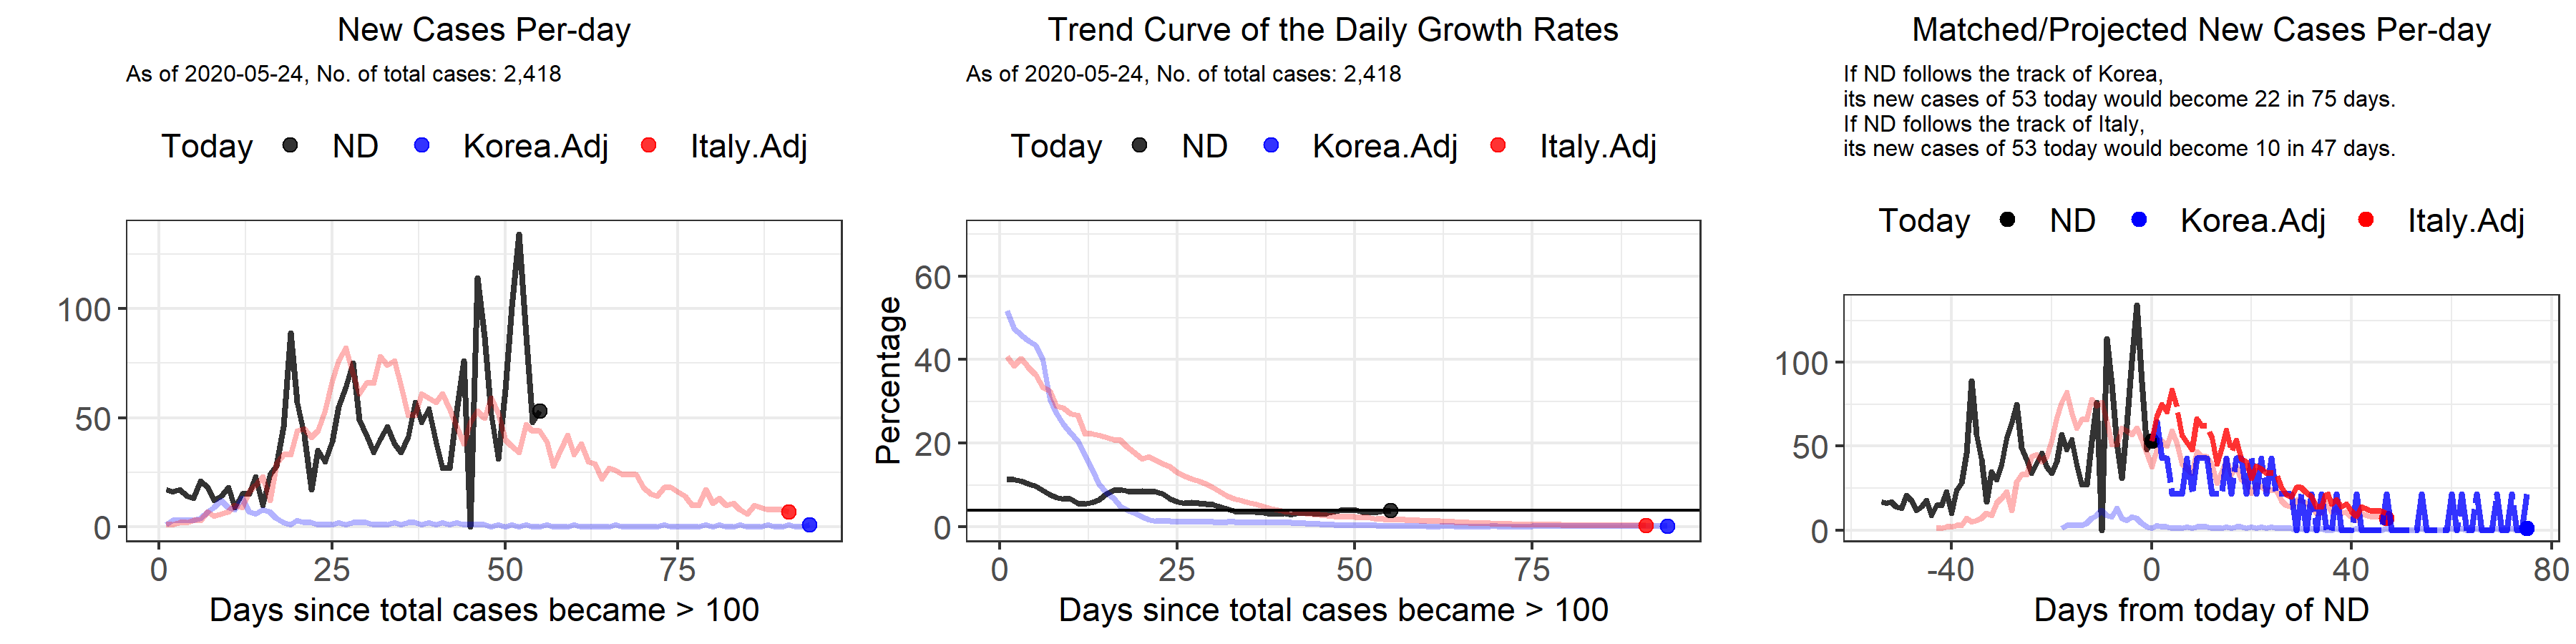 New Cases Per-day
As of 2020-05-24, No. of total cases: 2,418
Today ND Korea.Adj Italy.Adj
100
50
0
0 25 50 75
Days since total cases became > 100
Trend Curve of the Daily Growth Rates
As of 2020-05-24, No. of total cases: 2,418
Today ND Korea.Adj Italy.Adj
Percentage
60
40
20
0
0 25 50 75
Days since total cases became > 100
Matched/Projected New Cases Per-day
If ND follows the track of Korea,
its new cases of 53 today would become 22 in 75 days.
If ND follows the track of Italy,
its new cases of 53 today would become 10 in 47 days.
Today ND Korea.Adj Italy.Adj
100
50
0
-40 0 40 80
Days from today of ND